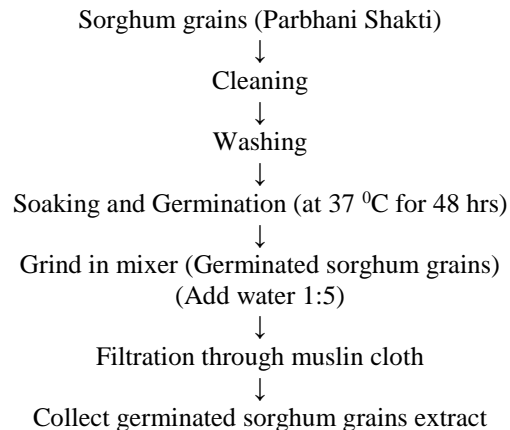 Sorghum grains (Parbhani Shakti)
↓
Cleaning
↓
Washing
↓
Soaking and Germination (at 37 ⁰C for 48 hrs)
↓
Grind in mixer (Germinated sorghum grains)
(Add water 1:5)
↓
Filtration through muslin cloth
↓
Collect germinated sorghum grains extract